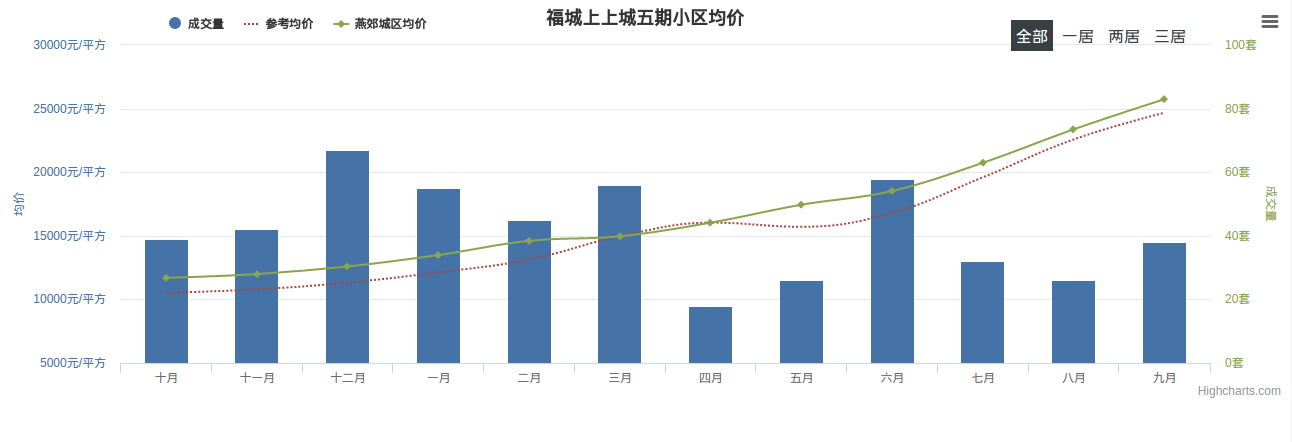 福城上上城五期小区均价
成交量 参考均价 燕郊城区均价
全部 一居 两居 三居
30000元/平方
25000元/平方
20000元/平方
15000元/平方
10000元/平方
5000元/平方
均价
100套
80套
60套
40套
20套
0套
成交量
十月 十一月 十二月 一月 二月 三月 四月 五月 六月 七月 八月 九月
Highcharts.com